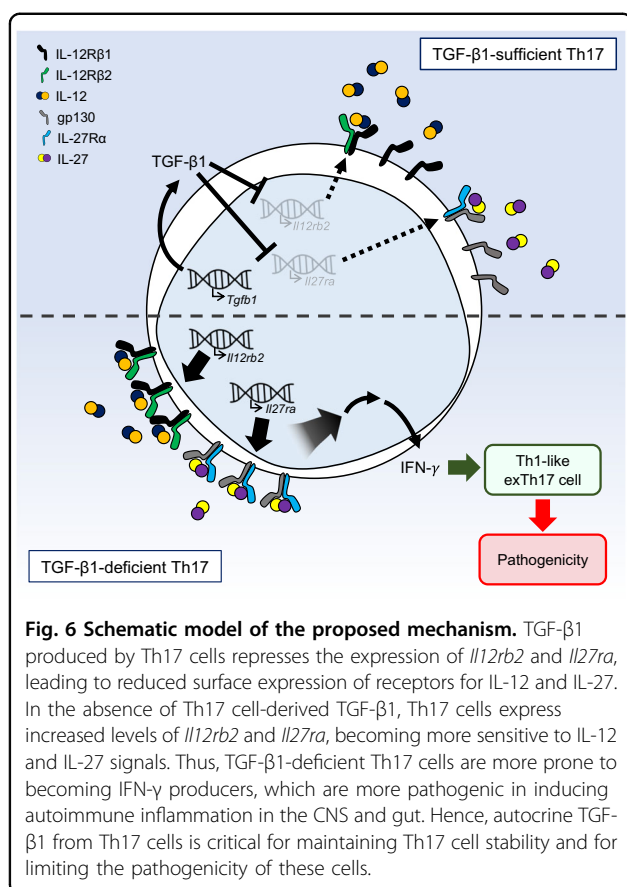 IL-12Rβ1
IL-12Rβ2
IL-12
gp130
IL-27Rα
IL-27
TGF-β1-sufficient Th17
TGF-β1
Il12rb2
Il27ra
Tgfb1
Il12rb2
Il27ra
IFN-γ
Th1-like
exTh17 cell
Pathogenicity
TGF-β1-deficient Th17
Fig. 6 Schematic model of the proposed mechanism. TGF-β1
produced by Th17 cells represses the expression of Il12rb2 and Il27ra,
leading to reduced surface expression of receptors for IL-12 and IL-27.
In the absence of Th17 cell-derived TGF-β1, Th17 cells express
increased levels of Il12rb2 and Il27ra, becoming more sensitive to IL-12
and IL-27 signals. Thus, TGF-β1-deficient Th17 cells are more prone to
becoming IFN-γ producers, which are more pathogenic in inducing
autoimmune inflammation in the CNS and gut. Hence, autocrine TGF-
β1 from Th17 cells is critical for maintaining Th17 cell stability and for
limiting the pathogenicity of these cells.